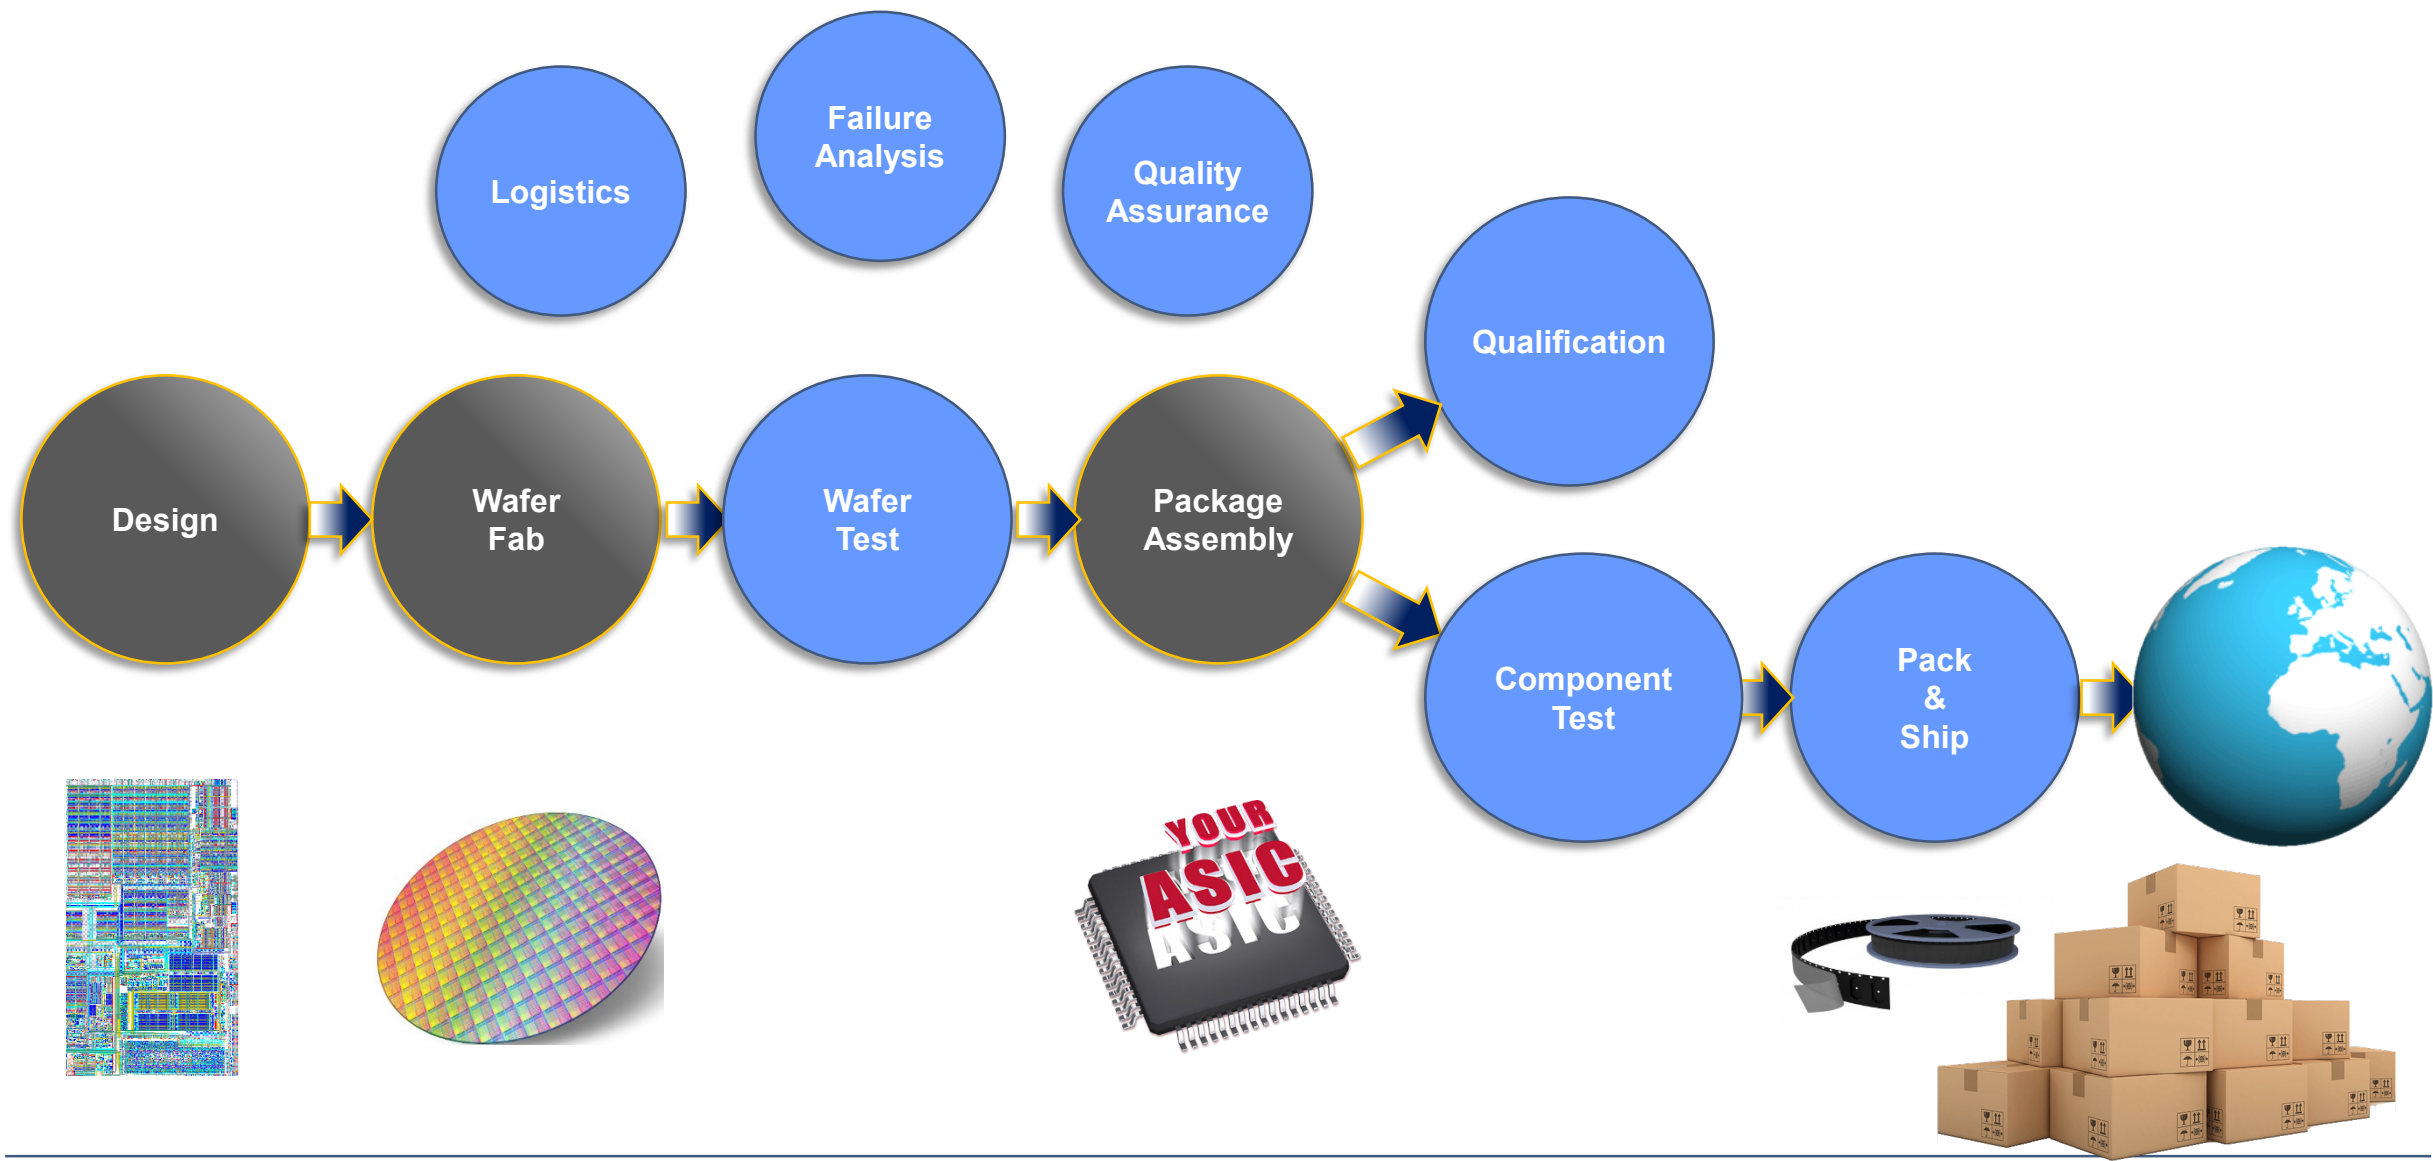 Logistics
Failure
Analysis
Quality
Assurance
Qualification
Design
Wafer
Fab
Wafer
Test
Package
Assembly
Component
Test
Pack
&
Ship
YOUR
ASIC
ASIC